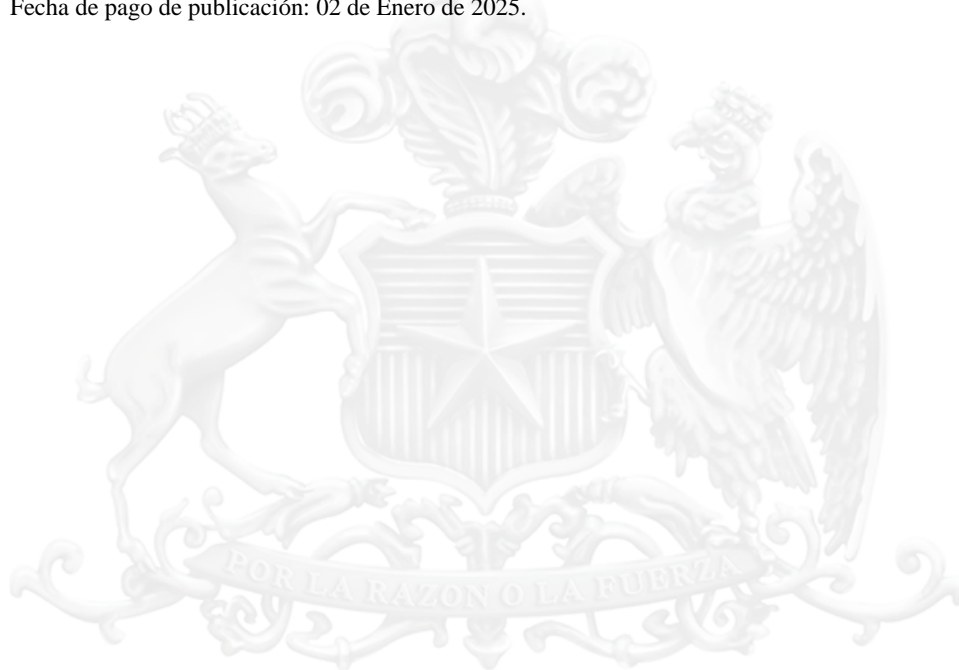 Fecha de pago de publicación: 02 de Enero de 2025.
POR LA RAZON O LA FUERZA